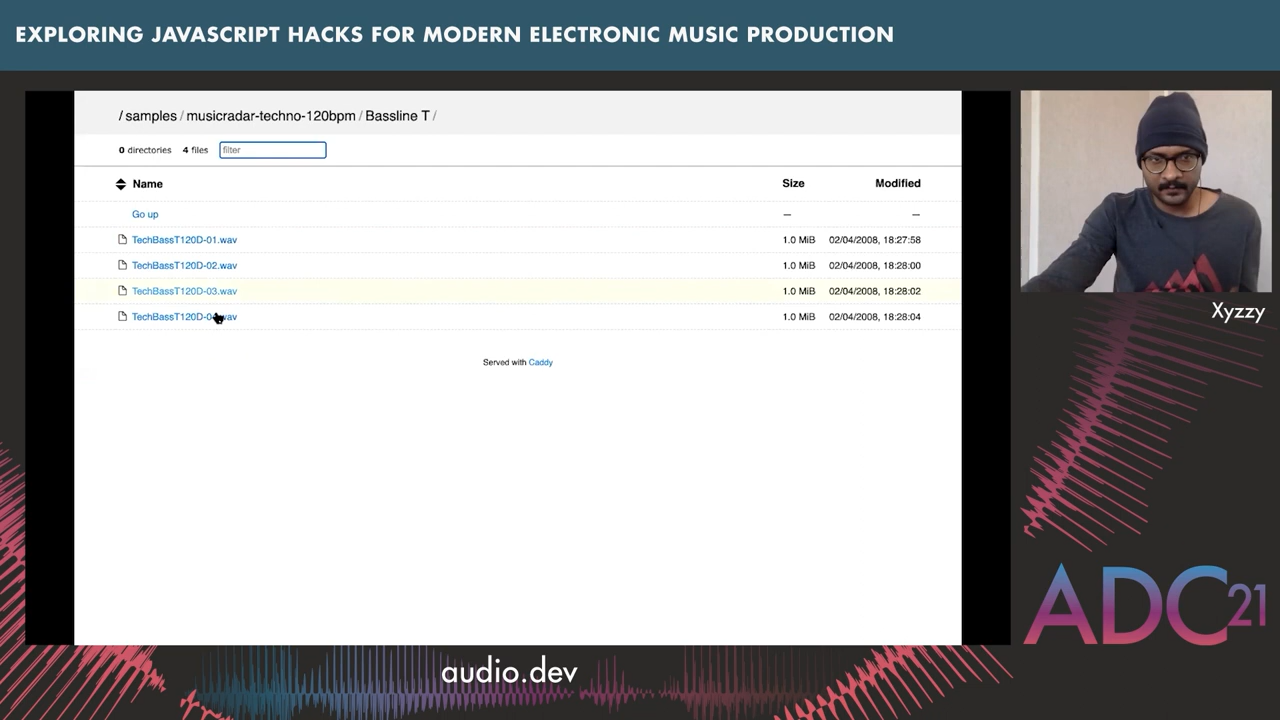 EXPLORING JAVASCRIPT HACKS FOR MODERN ELECTRONIC MUSIC PRODUCTION
/ samples / musicradar-techno-120bpm / Bassline T /
0 directories 4 files filter
Name Size Modified
Go up — —
TechBassT120D-01.wav 1.0 MiB 02/04/2008, 18:27:58
TechBassT120D-02.wav 1.0 MiB 02/04/2008, 18:28:00
TechBassT120D-03.wav 1.0 MiB 02/04/2008, 18:28:02
1.0 MiB 02/04/2008, 18:28:04
Served with Caddy
Xyzzy
ADC21
audio.dev